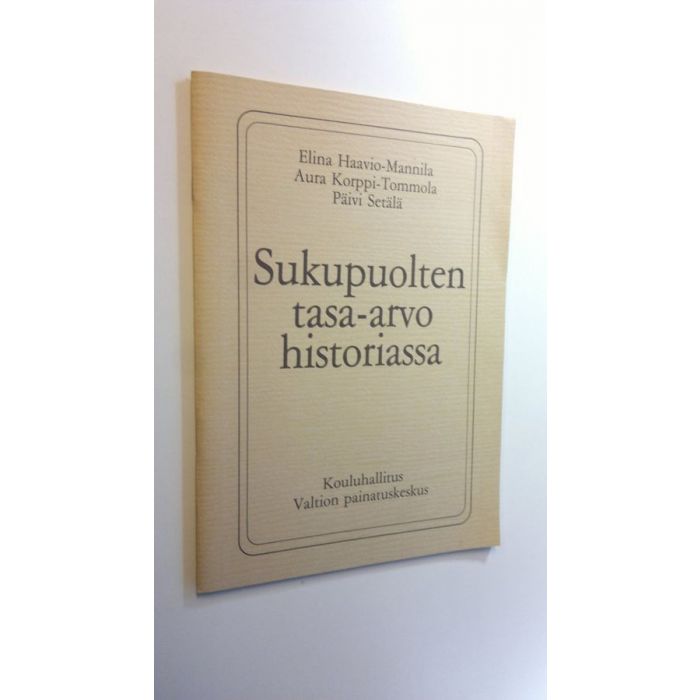 Elina Haavio-Mannila
Aura Korppi-Tommola
Päivi Setälä
Sukupuolten
tasa-arvo
historiassa
Kouluhallitus
Valtion painatuskeskus